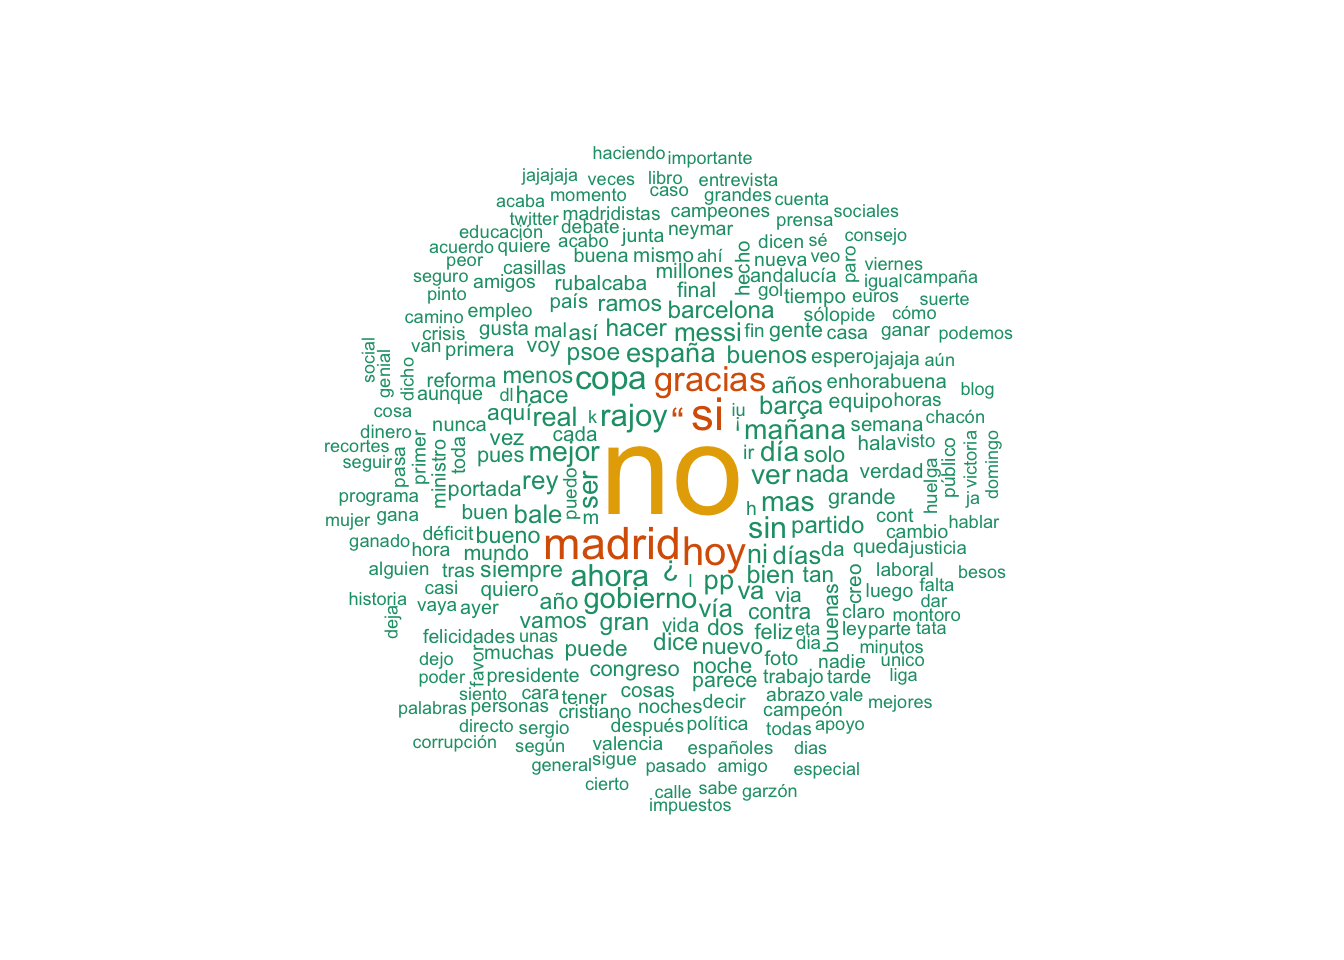 haciendo
importante
jajajaja
veces
libro
entrevista
acaba
momento
caso
grandes
cuenta
twitter
madridistas
campeones
prensa
sociales
educación
debate
junta
neymar
acuerdo
quiere
acabo
dicen
sé
consejo
peor
buena
mismo
ahí
hecho
nueva
veo
paro
viernes
seguro
amigos
casillas
rubalcaba
millones
andalucía
igual
campaña
pinto
país
ramos
final
gol
tiempo
euros
suerte
camino
empleo
barcelona
sólo
pide
cómo
crisis
gusta
mal
así
hacer
messi
fin
gente
casa
ganar
podemos
social
genial
van
primera
voy
psoe
españa
buenos
espero
jajaja
aún
dicho
reforma
menos
copa
gracias
años
enhorabuena
blog
aunque
dl
hace
barça
equipo
horas
cosa
nunca
aquí
real
k
rajoy
“
si
iu
¡
mañana
semana
chacón
dinero
vez
cada
hala
visto
recortes
seguir
pasa
primer
ministro
toda
pues
mejor
no
ir
día
solo
huelga
público
victoria
domingo
programa
portada
rey
puedo
ser
ver
nada
verdad
ja
mujer
gana
buen
bale
m
h
mas
grande
cont
hablar
ganado
déficit
bueno
madrid
hoy
sin
partido
cambio
hora
mundo
ni
días
da
queda
justicia
alguien
tras
siempre
ahora
¿
l
pp
bien
tan
laboral
besos
casi
quiero
va
via
creo
luego
falta
historia
vaya
ayer
año
gobierno
vía
contra
buenas
claro
dar
montoro
deja
vamos
gran
vida
dos
feliz
eta
ley
parte
tata
felicidades
unas
dia
minutos
dejo
favor
muchas
puede
dice
nuevo
foto
nadie
único
poder
presidente
congreso
noche
parece
trabajo
tarde
liga
siento
cara
tener
cosas
abrazo
vale
mejores
palabras
personas
cristiano
noches
decir
campeón
directo
sergio
después
política
todas
apoyo
corrupción
según
valencia
españoles
dias
general
sigue
pasado
amigo
especial
cierto
calle
sabe
garzón
impuestos